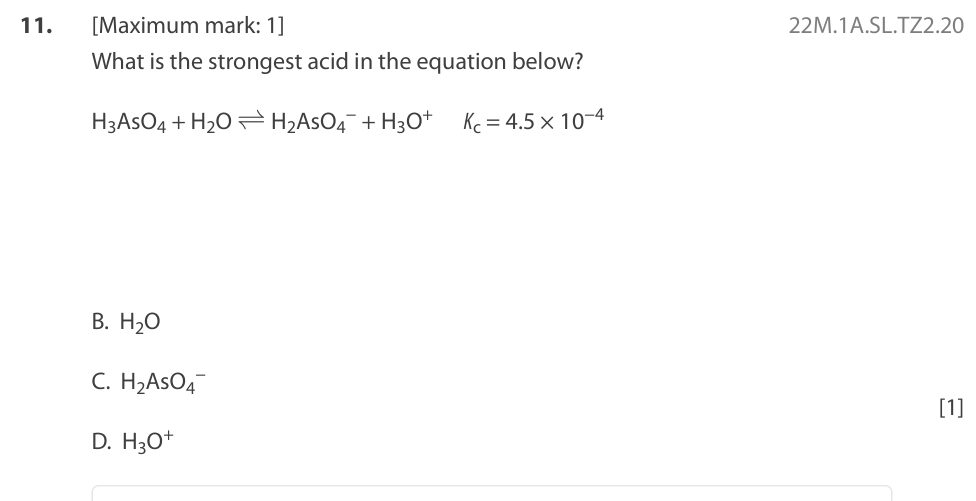 11. [Maximum mark: 1] 22M.1A.SL.TZ2.20
What is the strongest acid in the equation below?
H₃AsO₄ + H₂O ⇌ H₂AsO₄⁻ + H₃O⁺ Kc = 4.5 × 10⁻⁴
B. H₂O
C. H₂AsO₄⁻
[1]
D. H₃O⁺